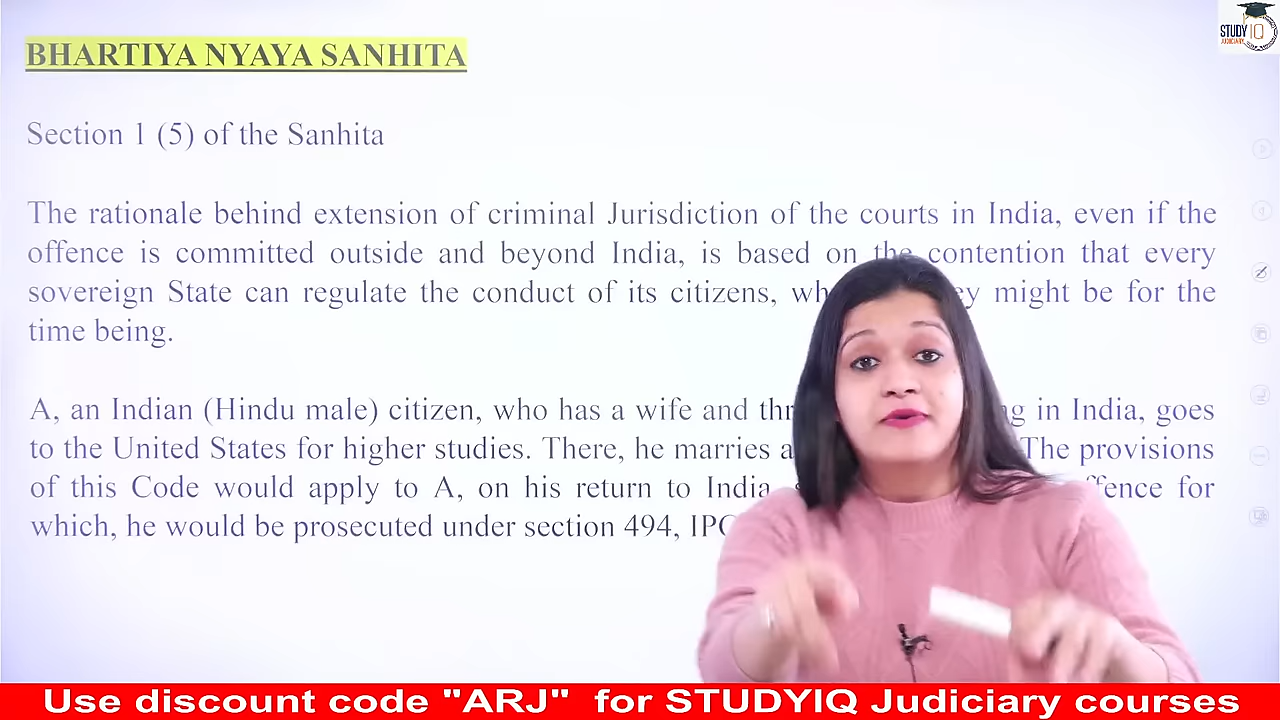 BHARTIYA NYAYA SANHITA
STUDY IQ
JUDICIARY
Section 1 (5) of the Sanhita
The rationale behind extension of criminal Jurisdiction of the courts in India, even if the
offence is committed outside and beyond India, is based on the contention that every
sovereign State can regulate the conduct of its citizens, might be for the
time being.
A, an Indian (Hindu male) citizen, who has a wife and in India, goes
to the United States for higher studies. There, he marries The provisions
of this Code would apply to A, on his return to India for
which, he would be prosecuted under section 494,
Use discount code "ARJ" for STUDYIQ Judiciary courses